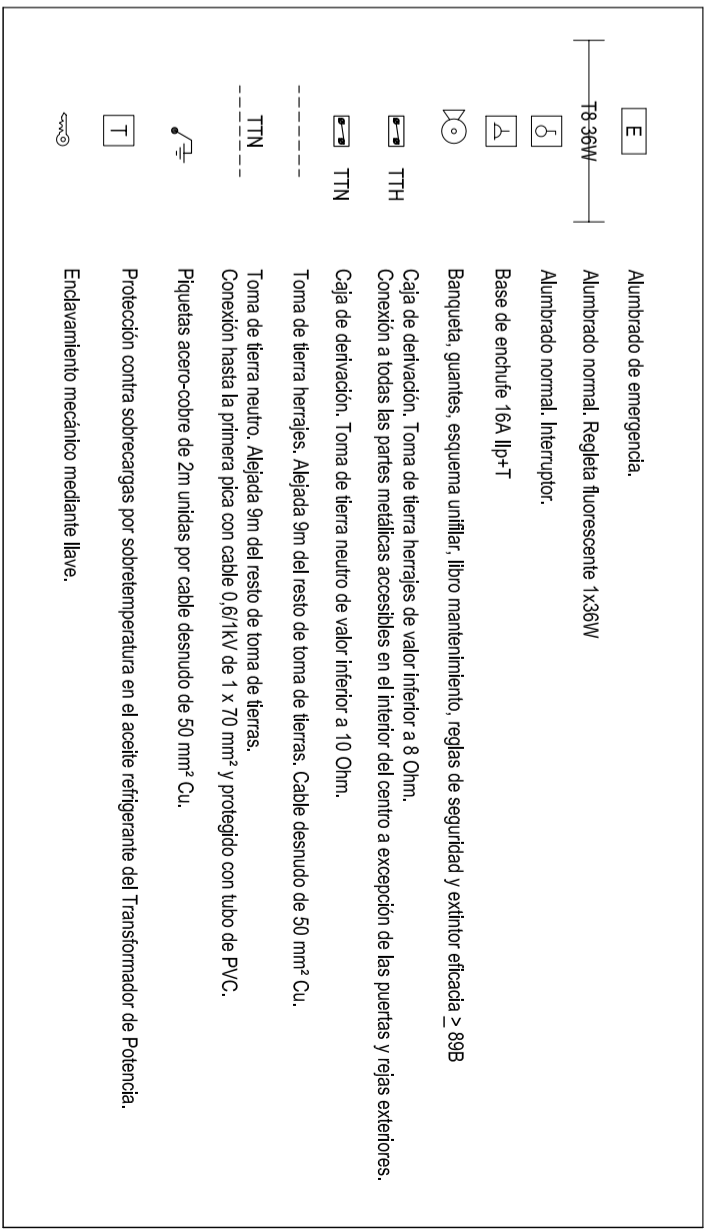 E Alumbrado de emergencia.
T8 36W Alumbrado normal. Regleta fluorescente 1x36W
Alumbrado normal. Interruptor.
Base de enchufe 16A IIp+T
Banqueta, guantes, esquema unifilar, libro mantenimiento, reglas de seguridad y extintor eficacia ≥ 89B
TTH Caja de derivación. Toma de tierra herrajes de valor inferior a 8 Ohm.
Conexión a todas las partes metálicas accesibles en el interior del centro a excepción de las puertas y rejas exteriores.
TTN Caja de derivación. Toma de tierra neutro de valor inferior a 10 Ohm.
Toma de tierra herrajes. Alejada 9m del resto de toma de tierras. Cable desnudo de 50 mm² Cu.
TTN Toma de tierra neutro. Alejada 9m del resto de toma de tierras.
Conexión hasta la primera pica con cable 0,6/1kV de 1 x 70 mm² y protegido con tubo de PVC.
Piquetas acero-cobre de 2m unidas por cable desnudo de 50 mm² Cu.
T Protección contra sobrecargas por sobretemperatura en el aceite refrigerante del Transformador de Potencia.
Enclavamiento mecánico mediante llave.